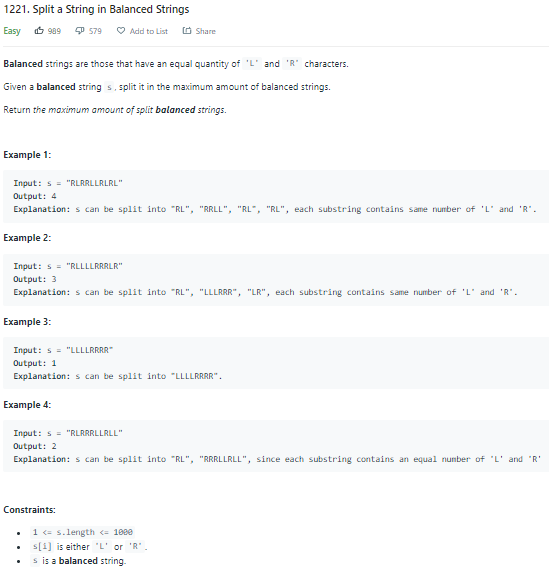 1221. Split a String in Balanced Strings
Easy 989 579 Add to List Share
Balanced strings are those that have an equal quantity of 'L' and 'R' characters.
Given a balanced string s, split it in the maximum amount of balanced strings.
Return the maximum amount of split balanced strings.
Example 1:
Input: s = "RLRRLLRLRL"
Output: 4
Explanation: s can be split into "RL", "RRLL", "RL", "RL", each substring contains same number of 'L' and 'R'.
Example 2:
Input: s = "RLLLLRRRLR"
Output: 3
Explanation: s can be split into "RL", "LLLRRR", "LR", each substring contains same number of 'L' and 'R'.
Example 3:
Input: s = "LLLLRRRR"
Output: 1
Explanation: s can be split into "LLLLRRRR".
Example 4:
Input: s = "RLRRRLLRLL"
Output: 2
Explanation: s can be split into "RL", "RRRLLRLL", since each substring contains an equal number of 'L' and 'R'
Constraints:
• 1 <= s.length <= 1000
• s[i] is either 'L' or 'R'.
• s is a balanced string.